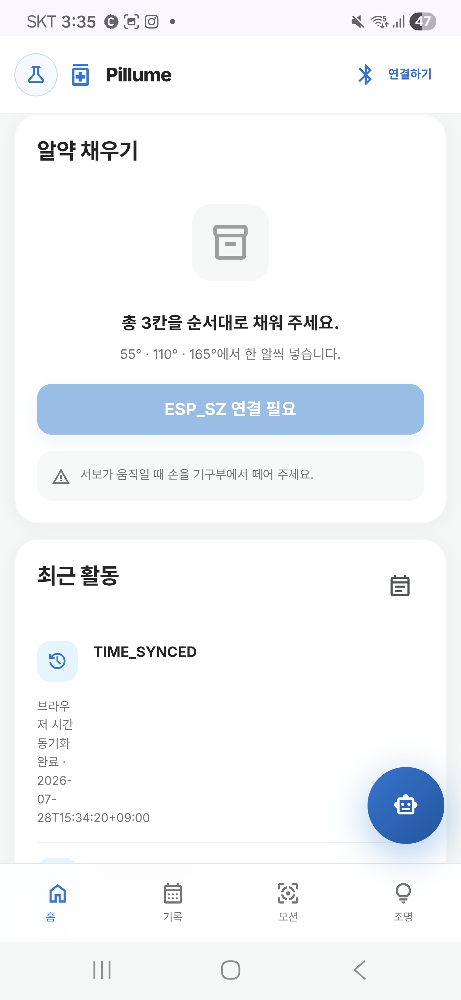 SKT 3:35
5
47
Pillume
연결하기
알약 채우기
총 3칸을 순서대로 채워 주세요.
55° · 110° · 165°에서 한 알씩 넣습니다.
ESP_SZ 연결 필요
서보가 움직일 때 손을 기구부에서 떼어 주세요.
최근 활동
TIME_SYNCED
브라우
저 시간
동기화
완료 ·
2026-
07-
28T15:34:20+09:00
홈
기록
모션
조명